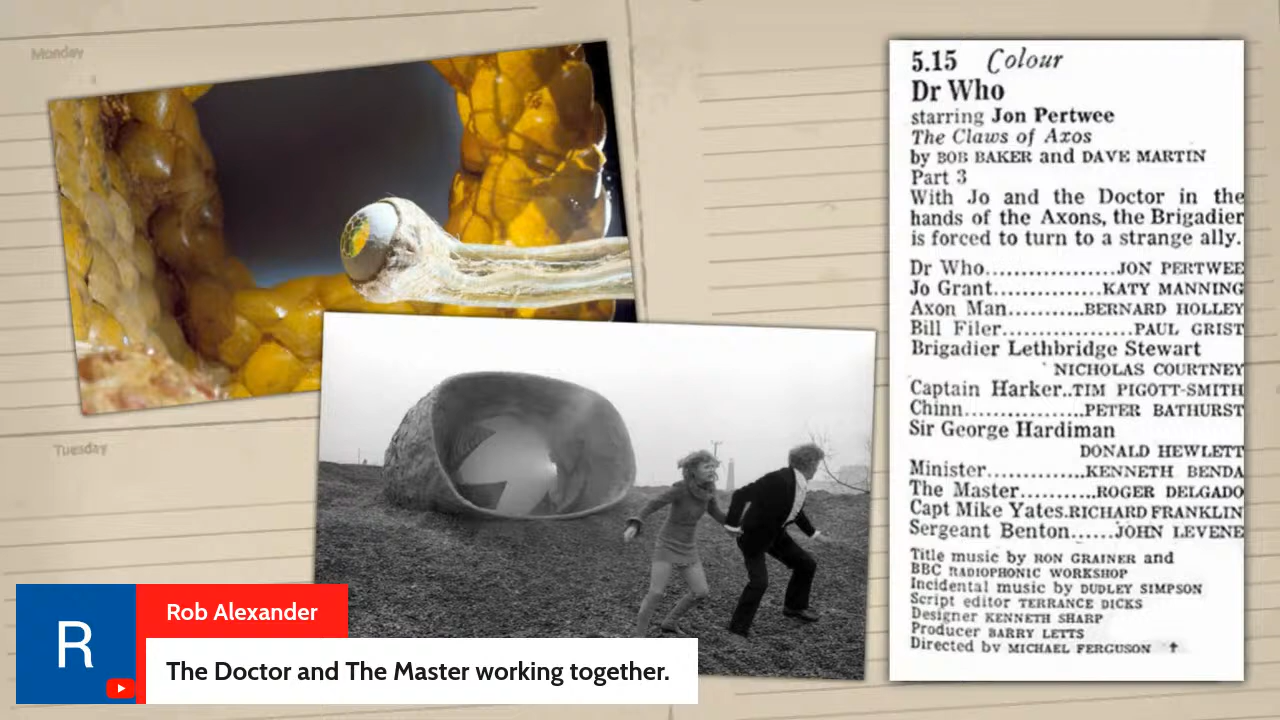 Monday
Tuesday
5.15 Colour
Dr Who
starring Jon Pertwee
The Claws of Axos
by BOB BAKER and DAVE MARTIN
Part 3
With Jo and the Doctor in the
hands of the Axons, the Brigadier
is forced to turn to a strange ally.
Dr Who..................JON PERTWEE
Jo Grant...............KATY MANNING
Axon Man..........BERNARD HOLLEY
Bill Filer..................PAUL GRIST
Brigadier Lethbridge Stewart
NICHOLAS COURTNEY
Captain Harker..TIM PIGOTT-SMITH
Chinn................PETER BATHURST
Sir George Hardiman
DONALD HEWLETT
Minister.............KENNETH BENDA
The Master..........ROGER DELGADO
Capt Mike Yates.RICHARD FRANKLIN
Sergeant Benton......JOHN LEVENE
Title music by RON GRAINER and
BBC RADIOPHONIC WORKSHOP
Incidental music by DUDLEY SIMPSON
Script editor TERRANCE DICKS
Designer KENNETH SHARP
Producer BARRY LETTS
Directed by MICHAEL FERGUSON †
R
Rob Alexander
The Doctor and The Master working together.